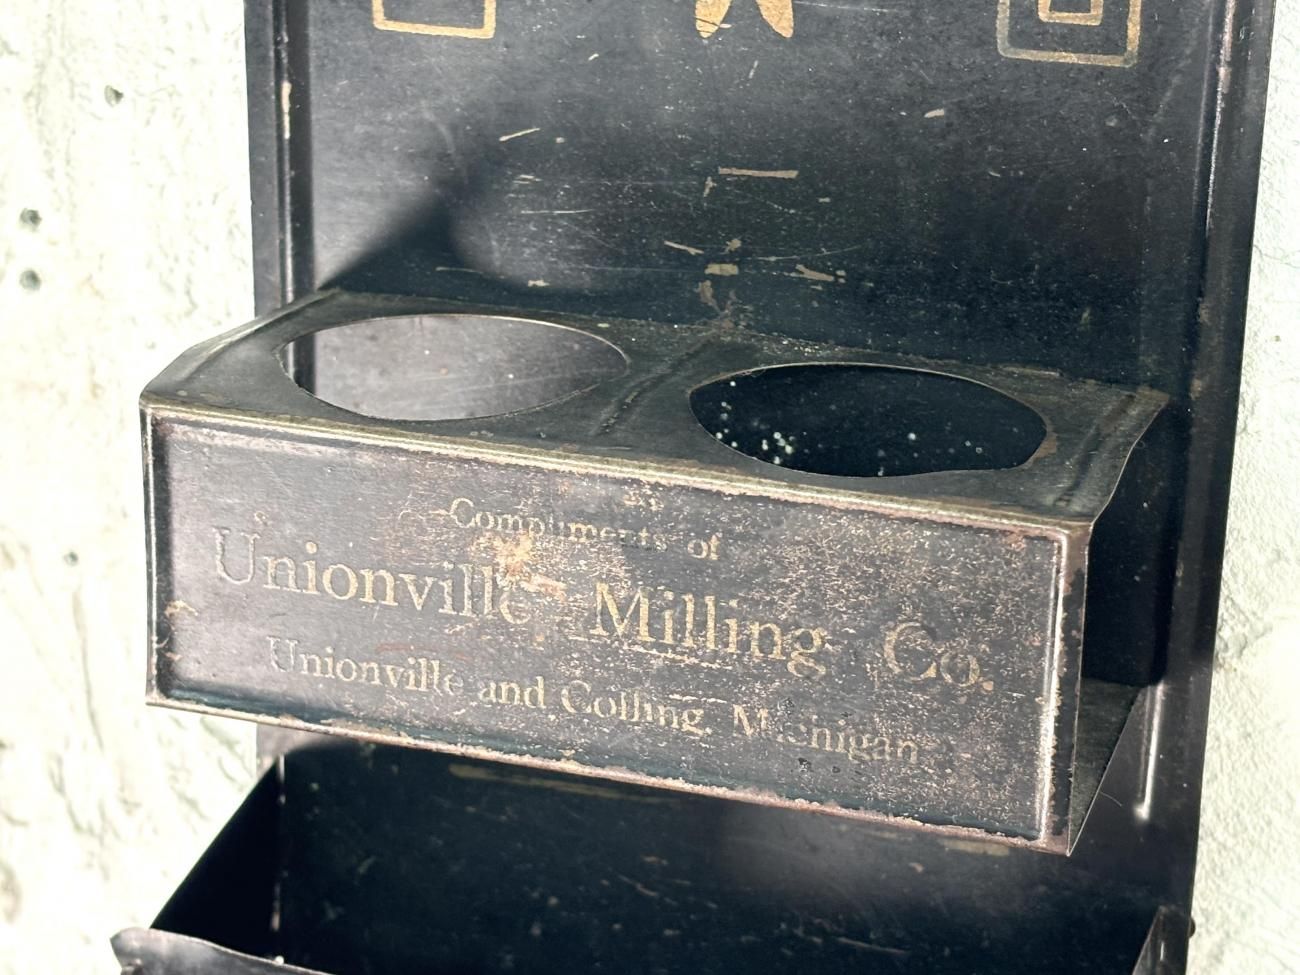 Compliments of
Unionville Milling Co.
Unionville and Colling, Michigan